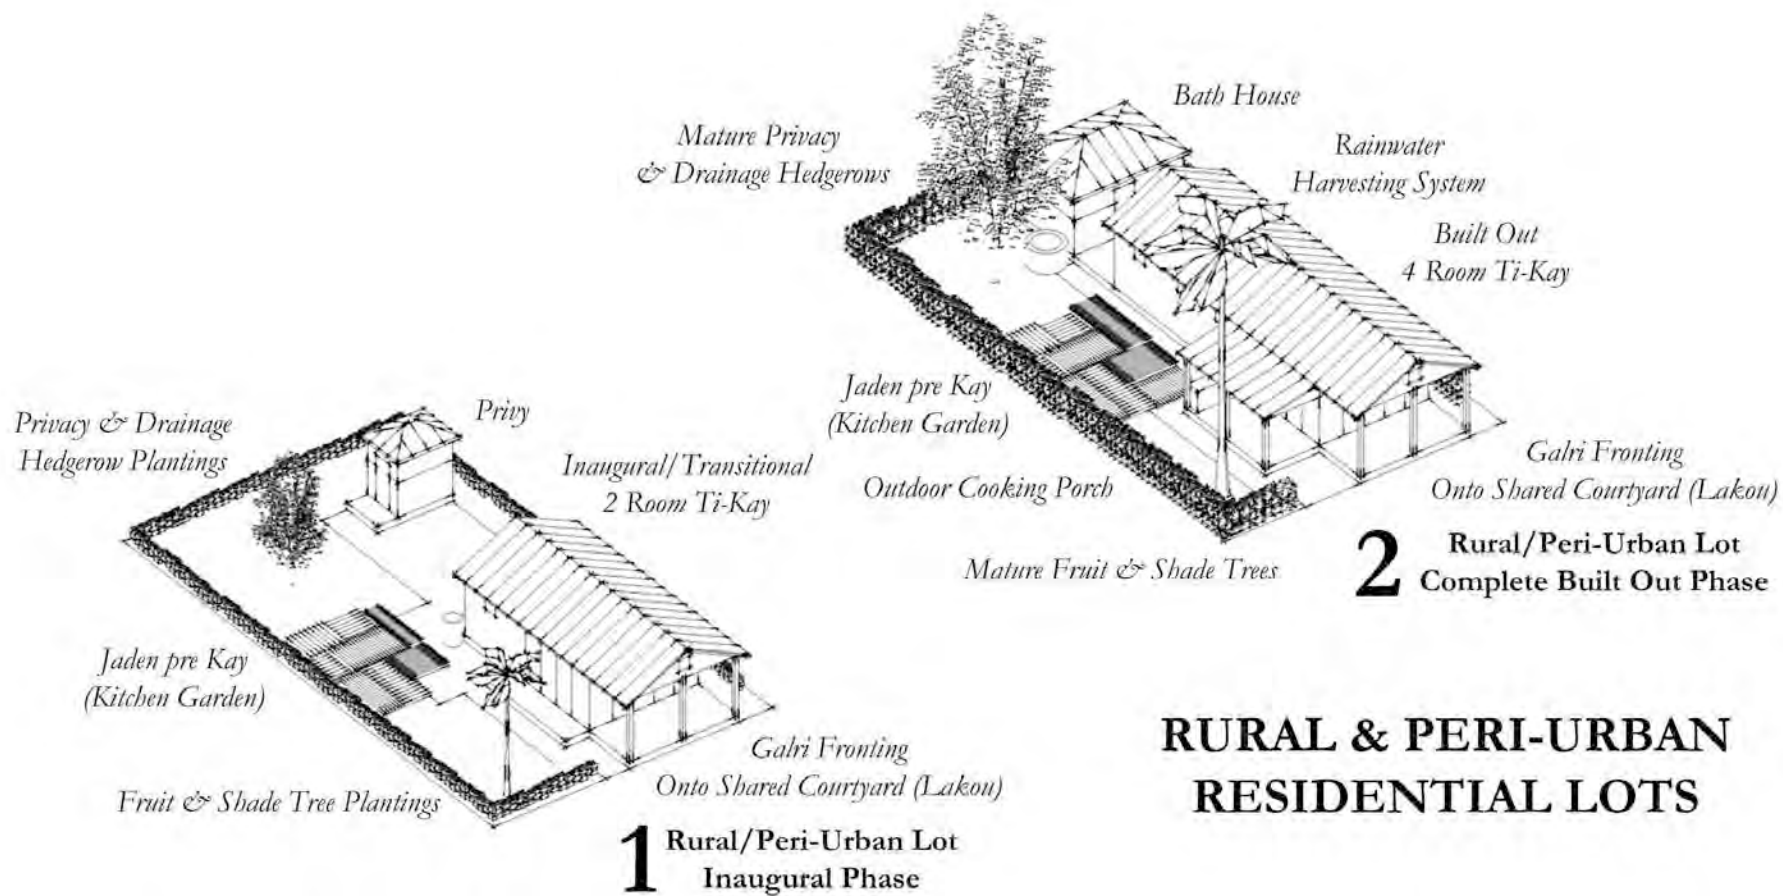 Bath House
Mature Privacy
& Drainage Hedgerows
Rainwater
Harvesting System
Built Out
4 Room Ti-Kay
Jaden pre Kay
(Kitchen Garden)
Outdoor Cooking Porch
Galri Fronting
Onto Shared Courtyard (Lakou)
Mature Fruit & Shade Trees
2
Rural/Peri-Urban Lot
Complete Built Out Phase
Privacy & Drainage
Hedgerow Plantings
Privy
Inaugural/Transitional
2 Room Ti-Kay
Jaden pre Kay
(Kitchen Garden)
Galri Fronting
Onto Shared Courtyard (Lakou)
Fruit & Shade Tree Plantings
1
Rural/Peri-Urban Lot
Inaugural Phase
RURAL & PERI-URBAN
RESIDENTIAL LOTS